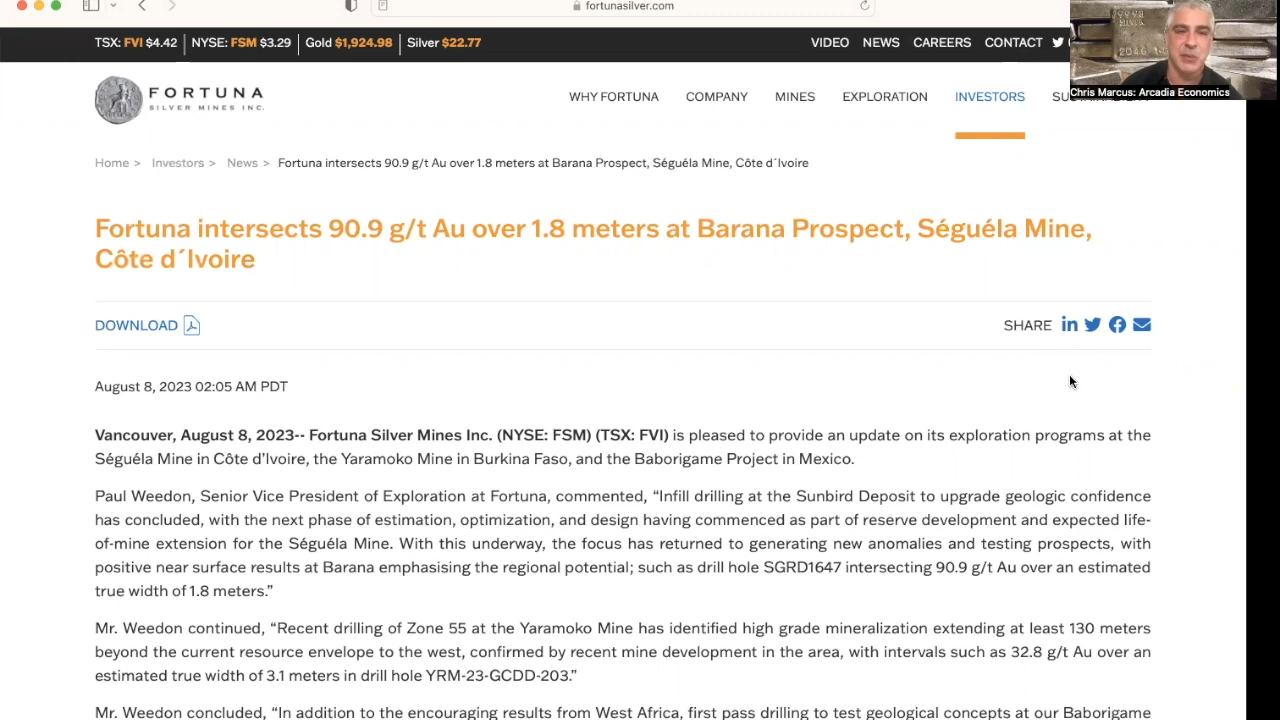 fortunasilver.com
TSX: FVI $4.42 NYSE: FSM $3.29 Gold $1,924.98 Silver $22.77
VIDEO NEWS CAREERS CONTACT
Chris Marcus: Arcadia Economics
FORTUNA
SILVER MINES INC.
WHY FORTUNA COMPANY MINES EXPLORATION INVESTORS
Home > Investors > News > Fortuna intersects 90.9 g/t Au over 1.8 meters at Barana Prospect, Séguéla Mine, Côte d´Ivoire
Fortuna intersects 90.9 g/t Au over 1.8 meters at Barana Prospect, Séguéla Mine,
Côte d´Ivoire
DOWNLOAD
SHARE
August 8, 2023 02:05 AM PDT
Vancouver, August 8, 2023-- Fortuna Silver Mines Inc. (NYSE: FSM) (TSX: FVI) is pleased to provide an update on its exploration programs at the
Séguéla Mine in Côte d’Ivoire, the Yaramoko Mine in Burkina Faso, and the Baborigame Project in Mexico.
Paul Weedon, Senior Vice President of Exploration at Fortuna, commented, “Infill drilling at the Sunbird Deposit to upgrade geologic confidence
has concluded, with the next phase of estimation, optimization, and design having commenced as part of reserve development and expected life-
of-mine extension for the Séguéla Mine. With this underway, the focus has returned to generating new anomalies and testing prospects, with
positive near surface results at Barana emphasising the regional potential; such as drill hole SGRD1647 intersecting 90.9 g/t Au over an estimated
true width of 1.8 meters.”
Mr. Weedon continued, “Recent drilling of Zone 55 at the Yaramoko Mine has identified high grade mineralization extending at least 130 meters
beyond the current resource envelope to the west, confirmed by recent mine development in the area, with intervals such as 32.8 g/t Au over an
estimated true width of 3.1 meters in drill hole YRM-23-GCDD-203.”
Mr. Weedon concluded, “In addition to the encouraging results from West Africa, first pass drilling to test geological concepts at our Baborigame